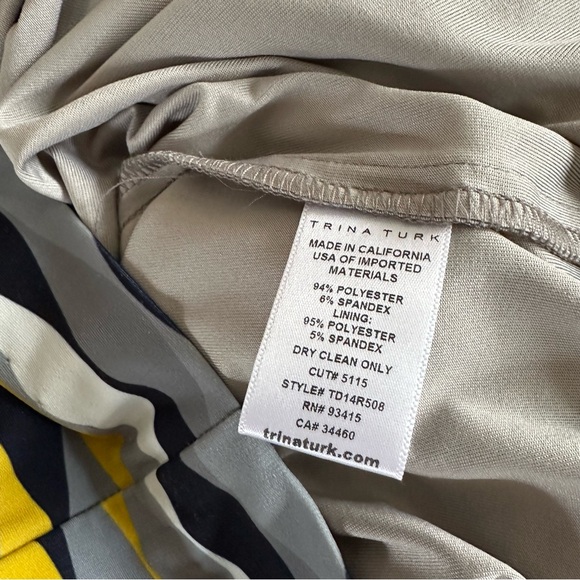 TRINA TURK
MADE IN CALIFORNIA
USA OF IMPORTED
MATERIALS
94% POLYESTER
6% SPANDEX
LINING:
95% POLYESTER
5% SPANDEX
DRY CLEAN ONLY
CUT# 5115
STYLE# TD14R508
RN# 93415
CA# 34460
trinaturk.com